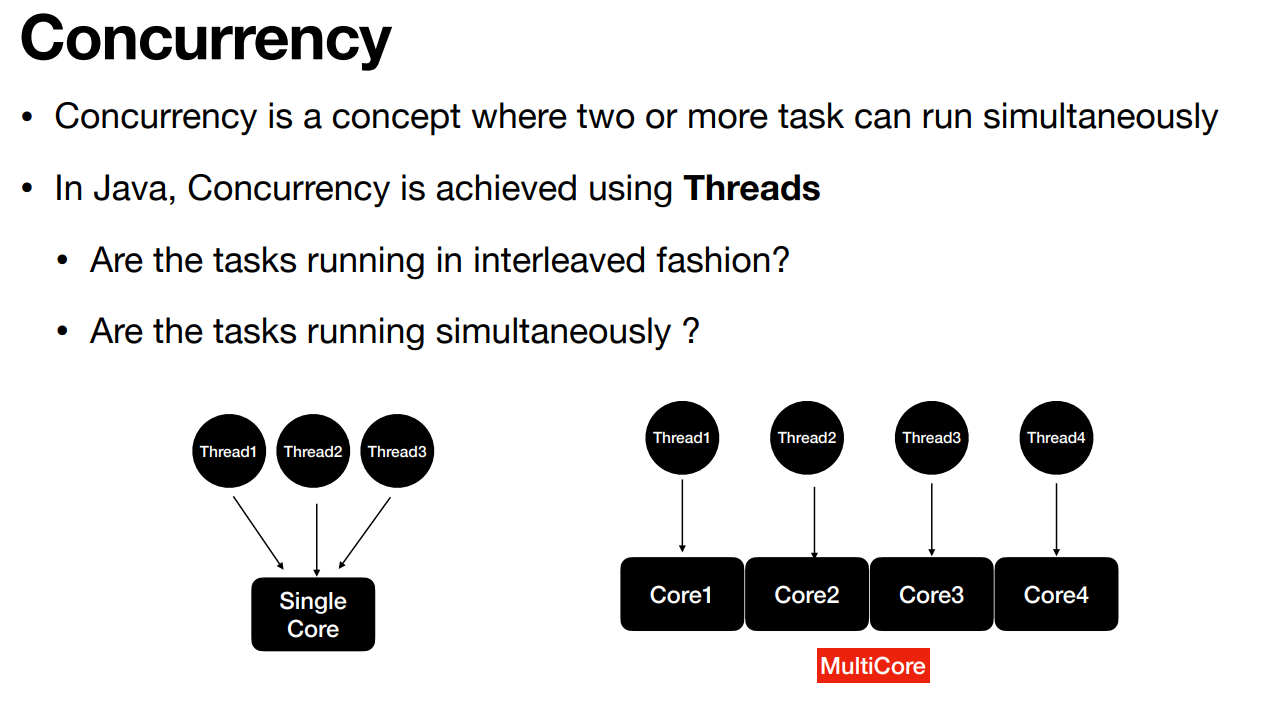 Concurrency
• Concurrency is a concept where two or more task can run simultaneously
• In Java, Concurrency is achieved using Threads
• Are the tasks running in interleaved fashion?
• Are the tasks running simultaneously ?
Thread1 Thread2 Thread3
Single
Core
Thread1 Thread2 Thread3 Thread4
Core1 Core2 Core3 Core4
MultiCore